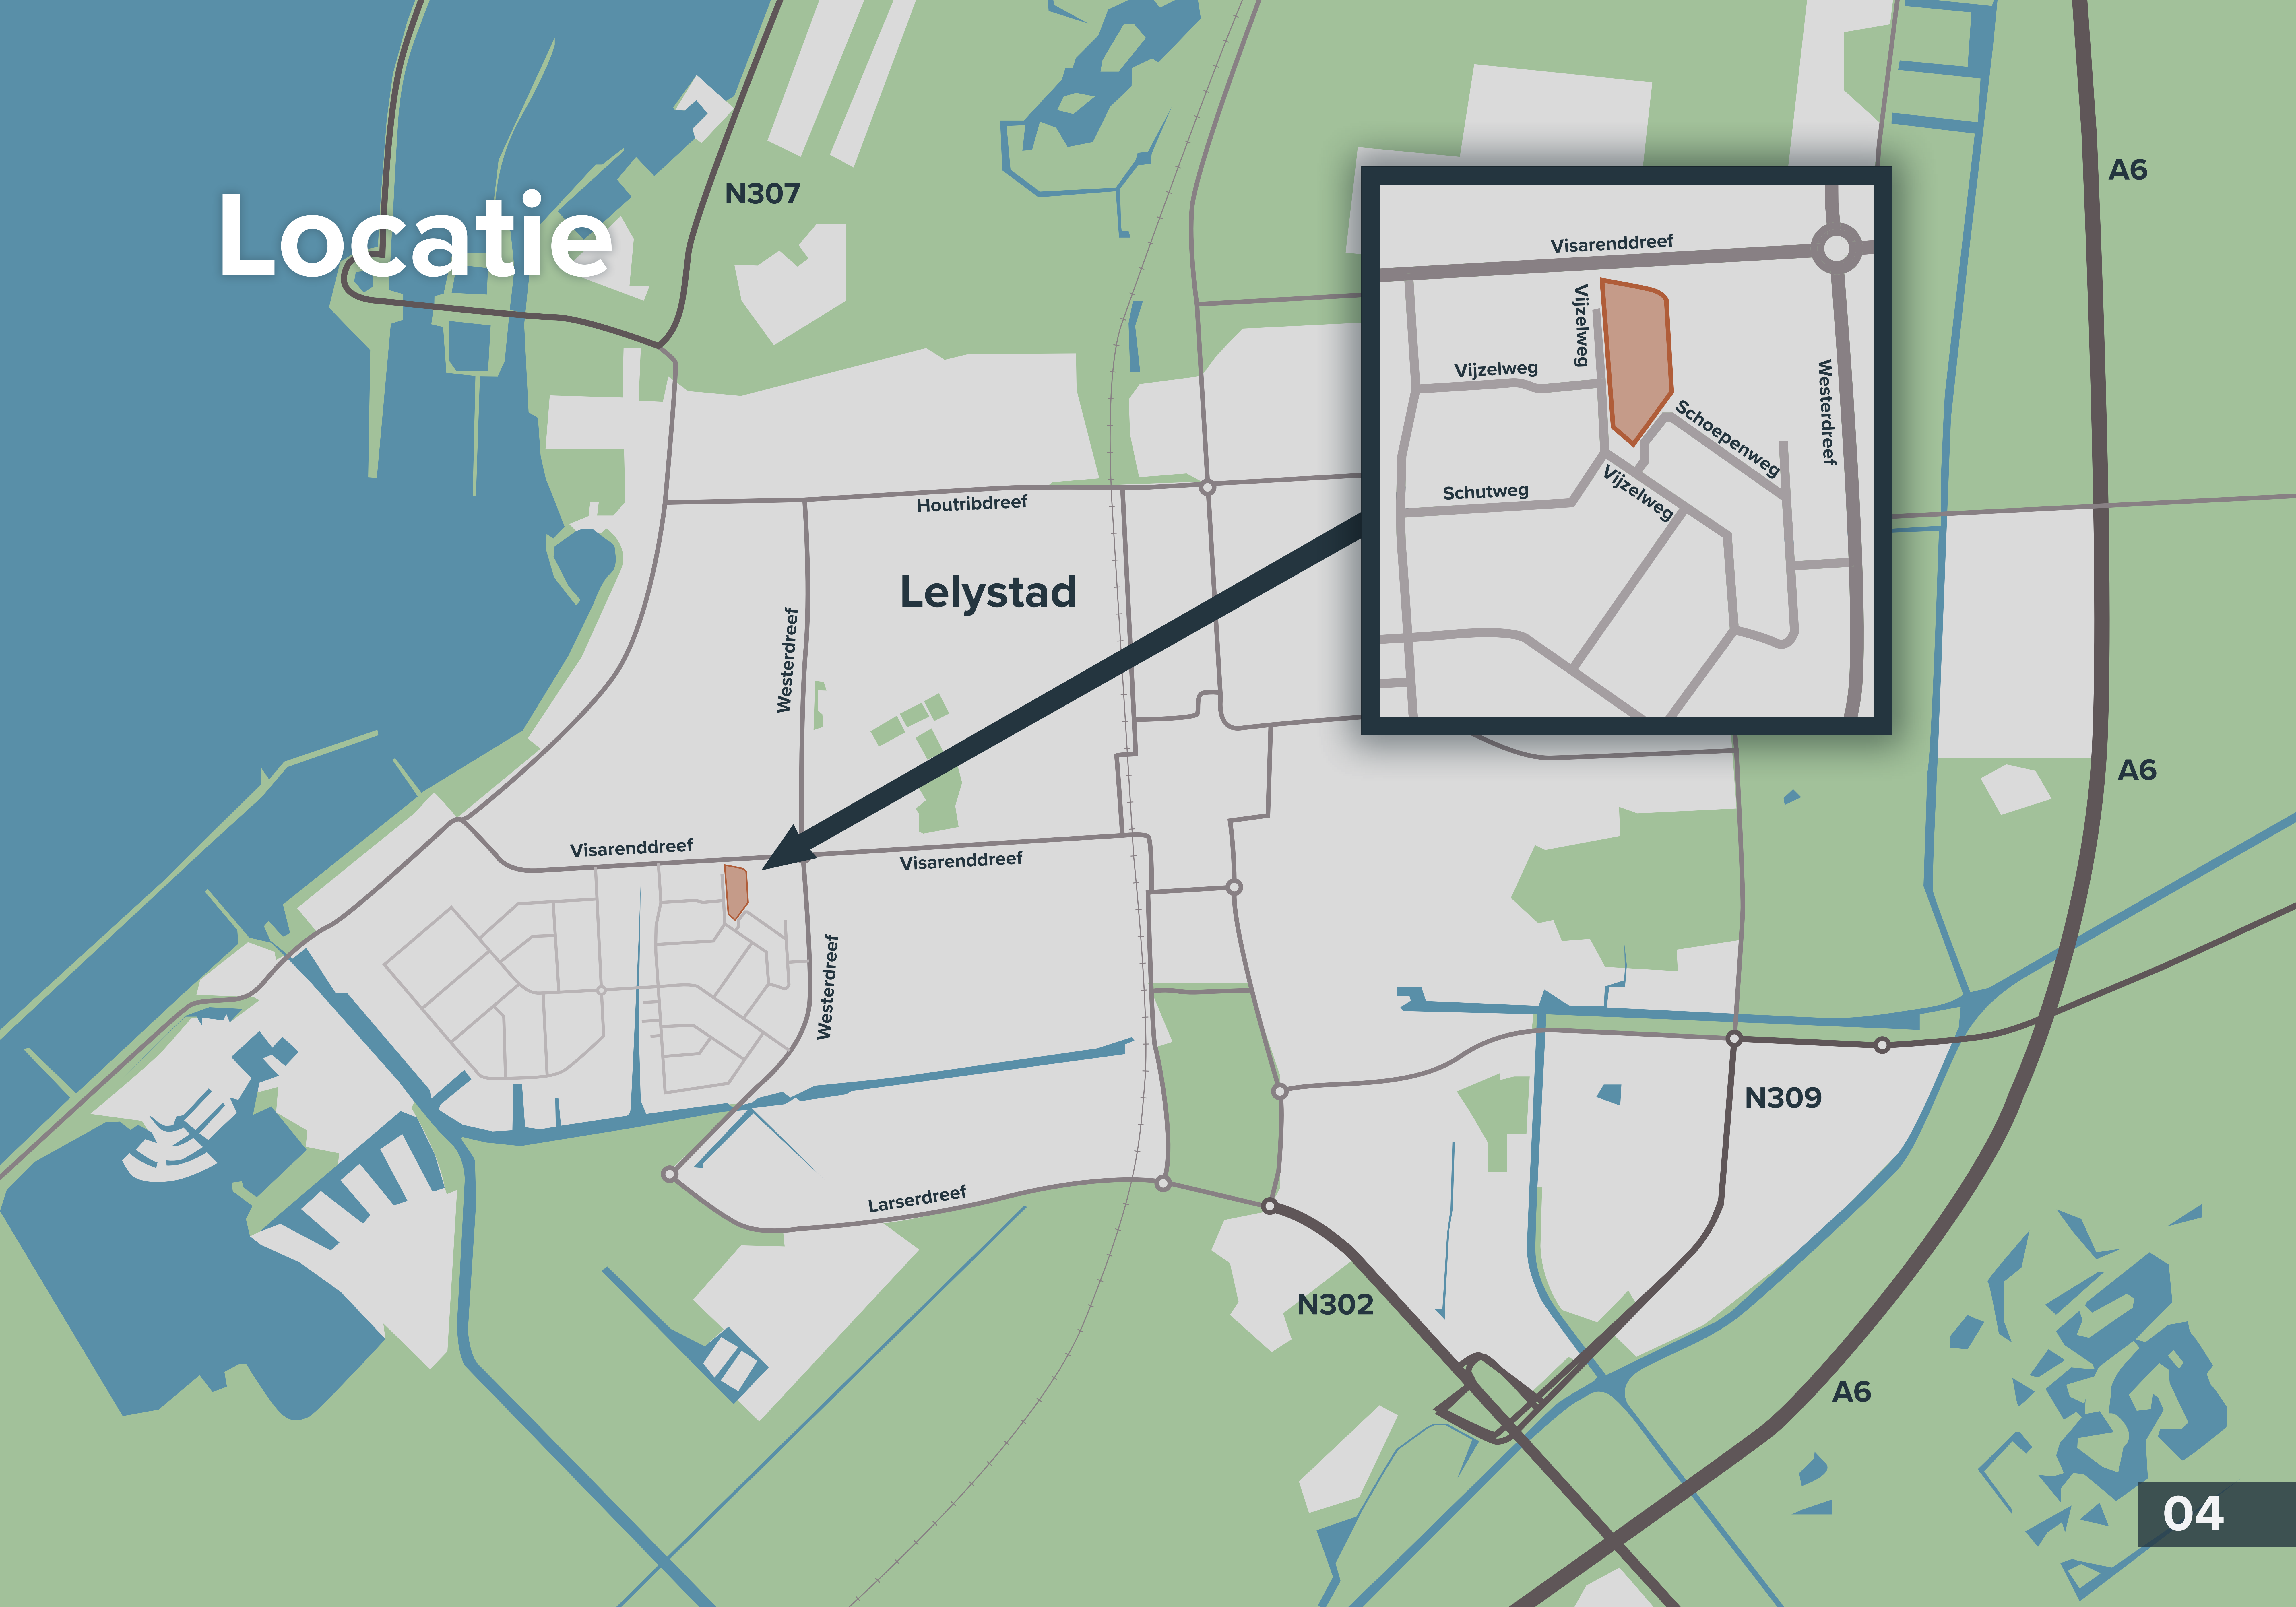 Locatie
N307
A6
Visarenddreef
Vijzelweg
Vijzelweg
Westerdreef
Schoepenweg
Schutweg
Vijzelweg
Houtribdreef
Lelystad
Westerdreef
A6
Visarenddreef
Visarenddreef
Westerdreef
N309
Larserdreef
N302
A6
04